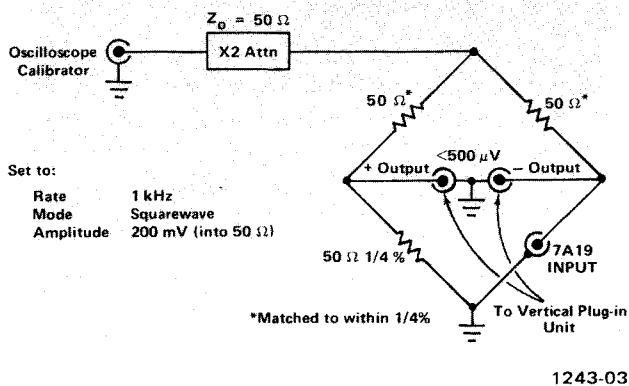 Z₀ = 50 Ω
Oscilloscope
Calibrator
X2 Attn
50 Ω*
50 Ω*
<500 μV
+ Output
− Output
Set to:
Rate 1 kHz
Mode Squarewave
Amplitude 200 mV (into 50 Ω)
50 Ω 1/4 %
7A19
INPUT
*Matched to within 1/4%
To Vertical Plug-in
Unit
1243-03